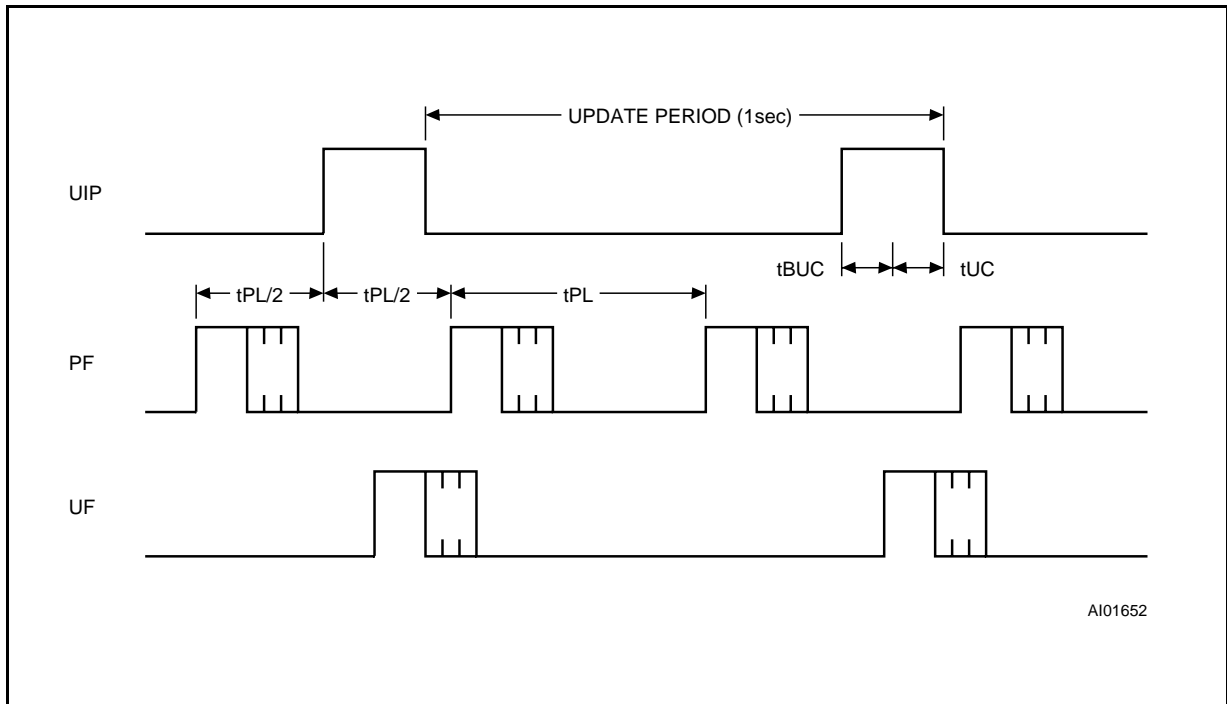 UPDATE PERIOD (1sec)
UIP
tBUC
tUC
tPL/2
tPL/2
tPL
PF
UF
AI01652